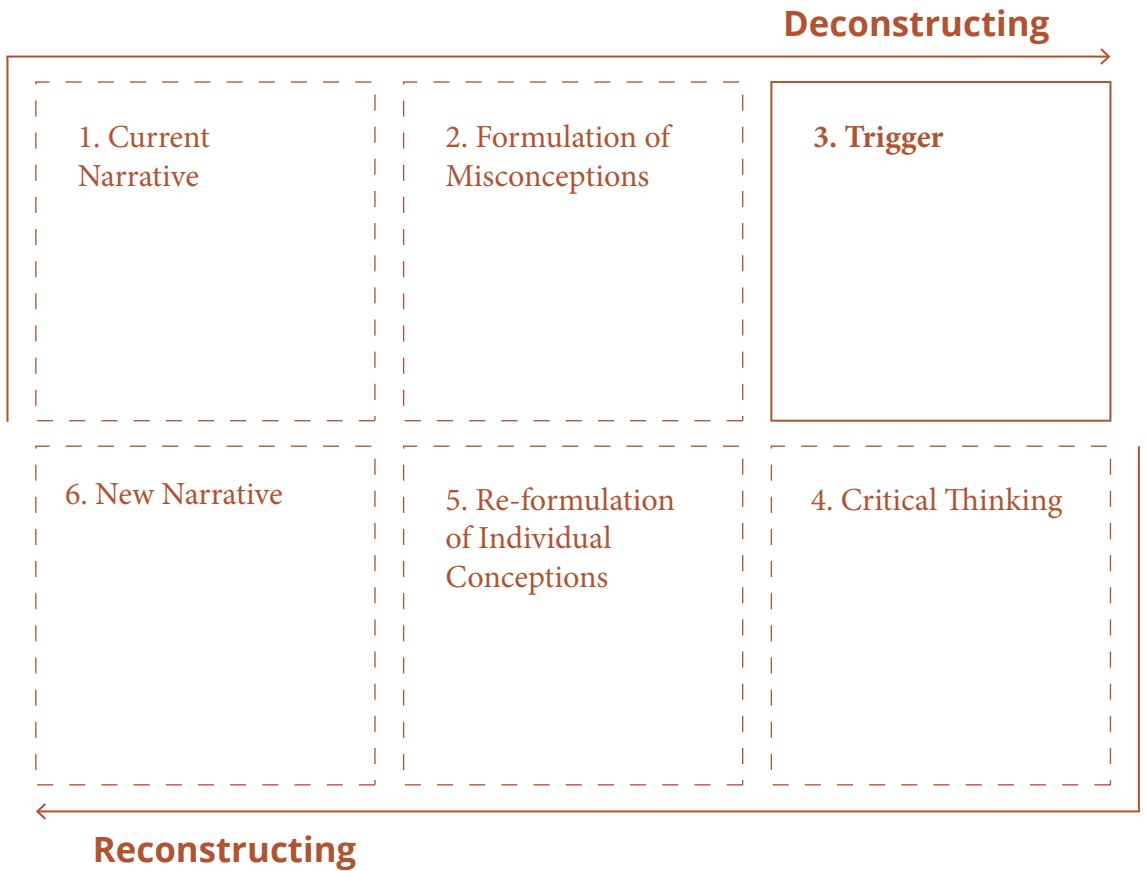 Deconstructing
1. Current
Narrative
2. Formulation of
Misconceptions
3. Trigger
6. New Narrative
5. Re-formulation
of Individual
Conceptions
4. Critical Thinking
Reconstructing